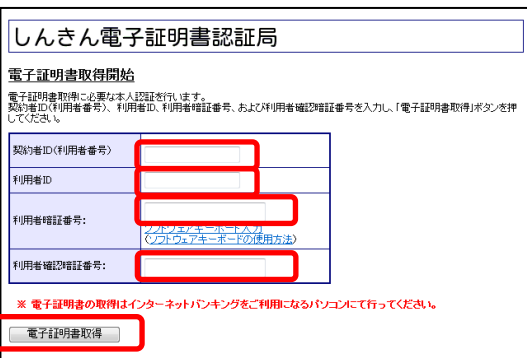 しんきん電子証明書認証局
電子証明書取得開始
電子証明書取得に必要な本人認証を行います。
契約者ID(利用者番号)、利用者ID、利用者暗証番号、および利用者確認暗証番号を入力し、「電子証明書取得」ボタンを押
してください。
契約者ID(利用者番号)
利用者ID
利用者暗証番号:
ソフトウェアキーボード入力
(ソフトウェアキーボードの使用方法)
利用者確認暗証番号:
※ 電子証明書の取得はインターネットバンキングをご利用になるパソコンにて行ってください。
電子証明書取得